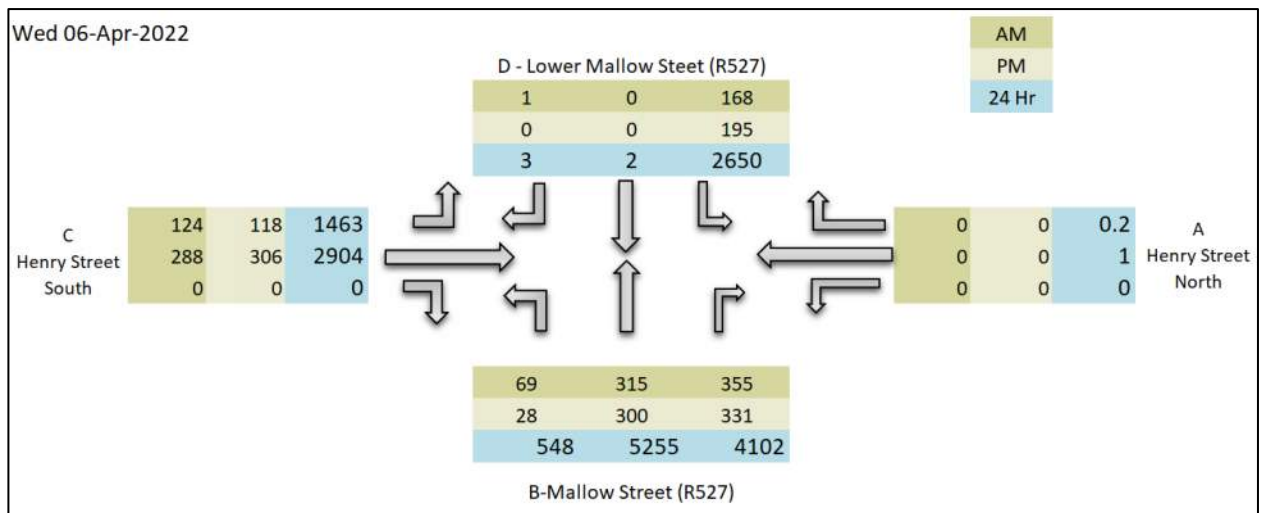 Wed 06-Apr-2022
AM
PM
24 Hr
D - Lower Mallow Steet (R527)
1 0 168
0 0 195
3 2 2650
C
Henry Street
South
124 118 1463
288 306 2904
0 0 0
0 0 0.2
0 0 1
0 0 0
A
Henry Street
North
69 315 355
28 300 331
548 5255 4102
B-Mallow Street (R527)